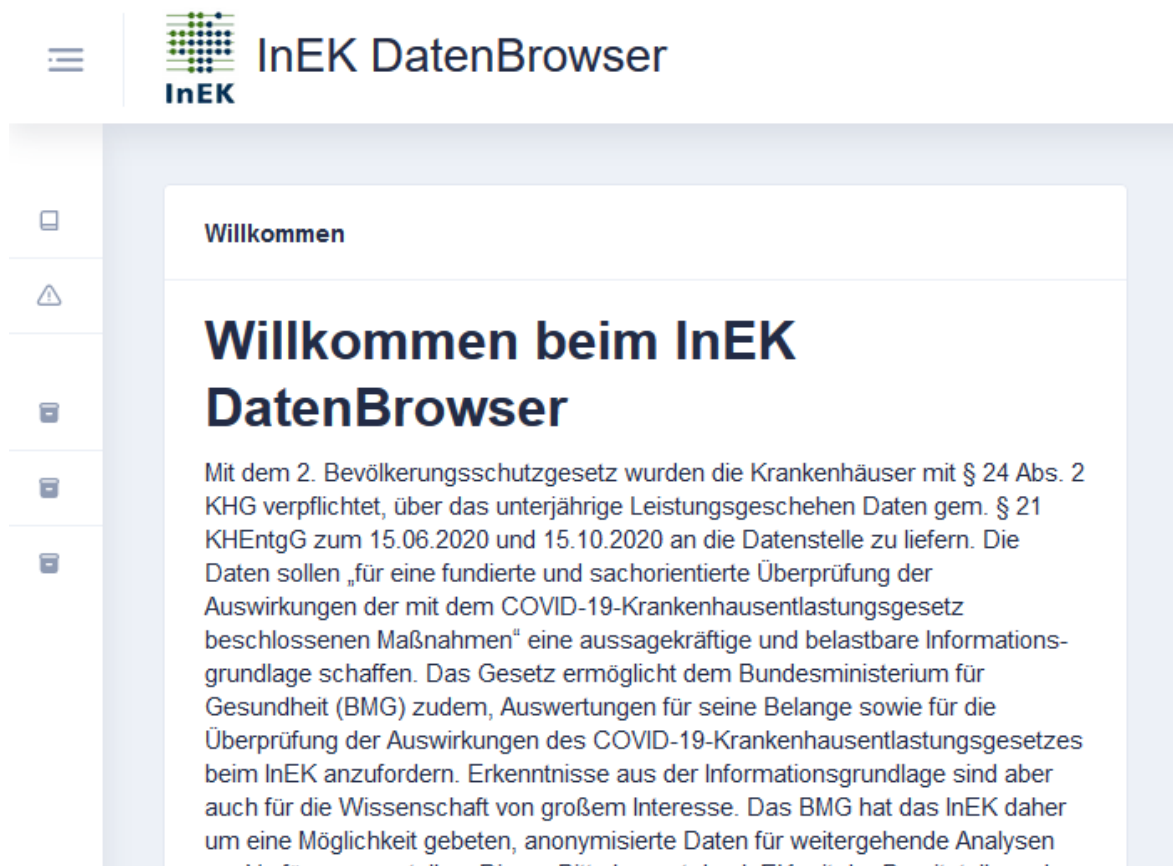 InEK
InEK DatenBrowser
Willkommen
Willkommen beim InEK
DatenBrowser
Mit dem 2. Bevölkerungsschutzgesetz wurden die Krankenhäuser mit § 24 Abs. 2
KHG verpflichtet, über das unterjährige Leistungsgeschehen Daten gem. § 21
KHEntgG zum 15.06.2020 und 15.10.2020 an die Datenstelle zu liefern. Die
Daten sollen „für eine fundierte und sachorientierte Überprüfung der
Auswirkungen der mit dem COVID-19-Krankenhausentlastungsgesetz
beschlossenen Maßnahmen“ eine aussagekräftige und belastbare Informations-
grundlage schaffen. Das Gesetz ermöglicht dem Bundesministerium für
Gesundheit (BMG) zudem, Auswertungen für seine Belange sowie für die
Überprüfung der Auswirkungen des COVID-19-Krankenhausentlastungsgesetzes
beim InEK anzufordern. Erkenntnisse aus der Informationsgrundlage sind aber
auch für die Wissenschaft von großem Interesse. Das BMG hat das InEK daher
um eine Möglichkeit gebeten, anonymisierte Daten für weitergehende Analysen